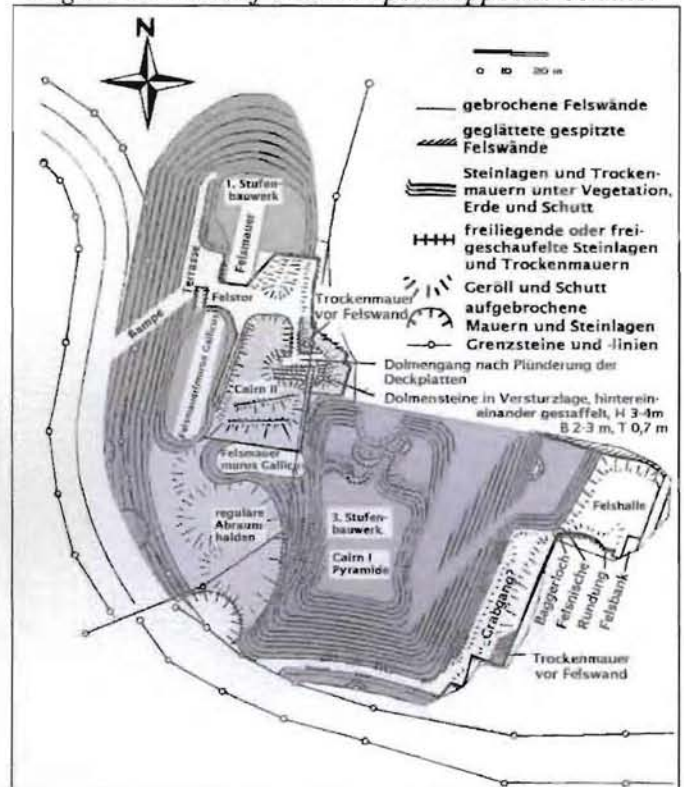 N
0 10 20 m
gebrochene Felswände
geglättete gespitzte
Felswände
Steinlagen und Trocken-
mauern unter Vegetation,
Erde und Schutt
freiliegende oder frei-
geschaufelte Steinlagen
und Trockenmauern
Geröll und Schutt
aufgebrochene
Mauern und Steinlagen
Grenzsteine und -linien
1. Stufen-
bauwerk
Felsmauer
Terrasse
Felstor
Rampe
Trockenmauer
vor Felswand
Felsmauer/murus Gallicus
Cairn II
Dolmengang nach Plünderung der
Deckplatten
Dolmensteine in Versturzlage, hinterein-
einander gestaffelt, H 3-4m
B 2-3 m, T 0,7 m
Felsmauer
murus Gallicus
reguläre
Abraum
halden
3. Stufen-
bauwerk
Cairn I
Pyramide
Felshalle
Grabgang?
Baggerloch
Felsnische
Rundung
Felsbank
Trockenmauer
vor Felswand